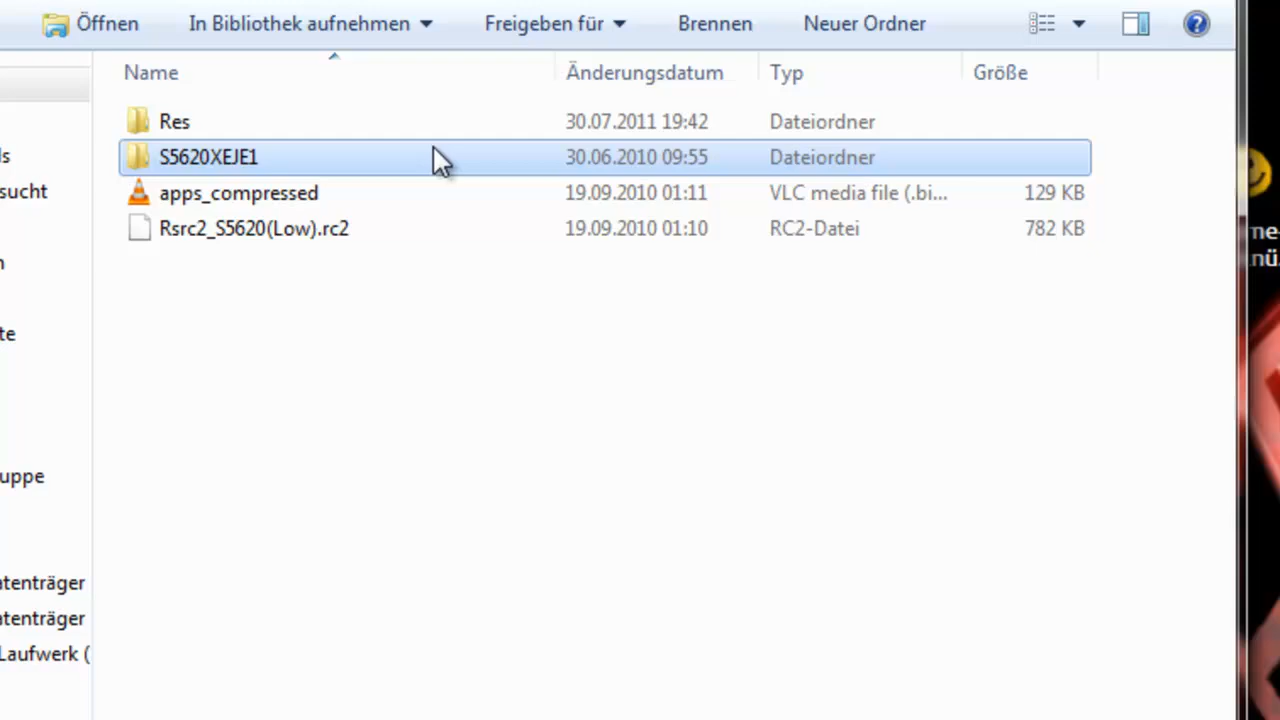 Öffnen In Bibliothek aufnehmen Freigeben für Brennen Neuer Ordner
Name Änderungsdatum Typ Größe
Res 30.07.2011 19:42 Dateiordner
S5620XEJE1 30.06.2010 09:55 Dateiordner
apps_compressed 19.09.2010 01:11 VLC media file (.bi... 129 KB
Rsrc2_S5620(Low).rc2 19.09.2010 01:10 RC2-Datei 782 KB
ls
sucht
n
te
uppe
atenträger
atenträger
Laufwerk (
me-
nü.